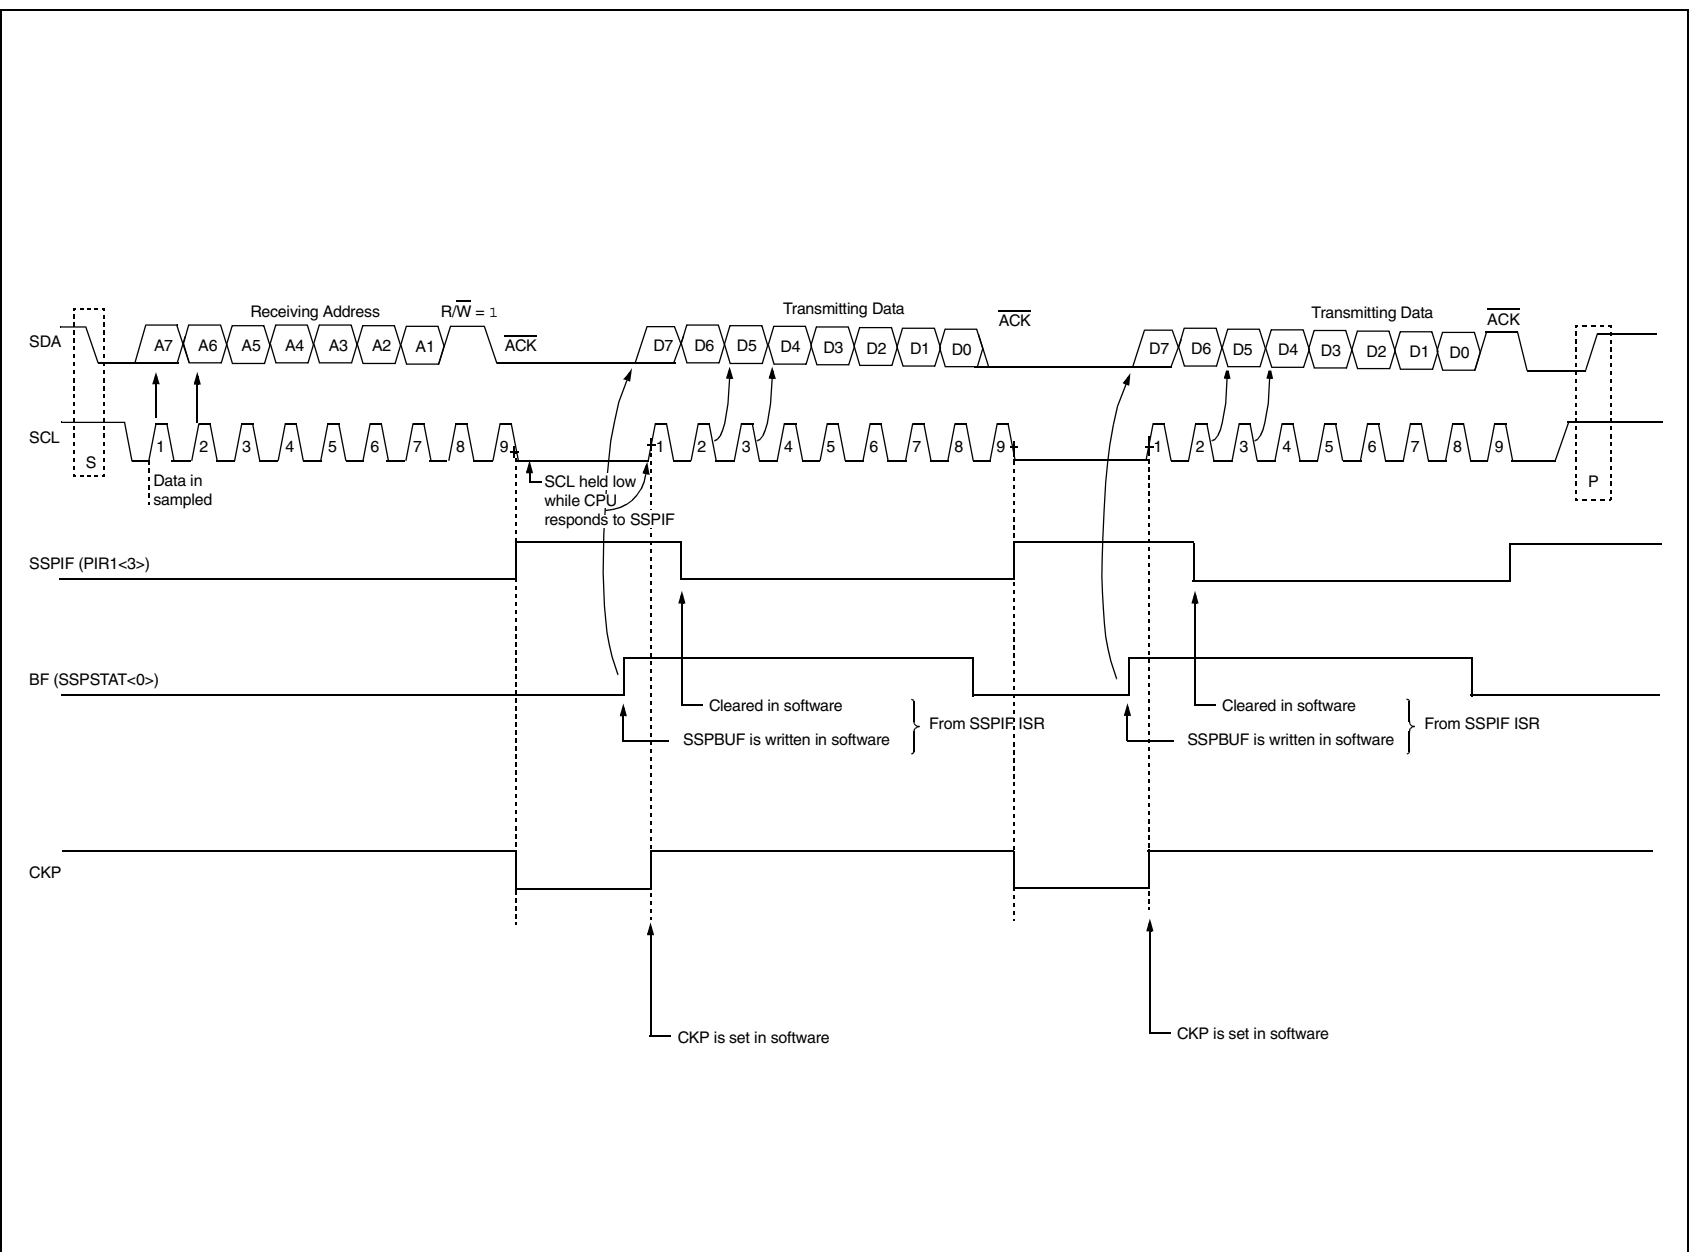 Receiving Address R/W = 1
Transmitting Data
ACK
Transmitting Data
ACK
SDA A7 A6 A5 A4 A3 A2 A1 ACK D7 D6 D5 D4 D3 D2 D1 D0 D7 D6 D5 D4 D3 D2 D1 D0
SCL 1 2 3 4 5 6 7 8 9 1 2 3 4 5 6 7 8 9 1 2 3 4 5 6 7 8 9
S
P
Data in
sampled
SCL held low
while CPU
responds to SSPIF
SSPIF (PIR1<3>)
BF (SSPSTAT<0>)
Cleared in software
SSPBUF is written in software
From SSPIF ISR
Cleared in software
SSPBUF is written in software
From SSPIF ISR
CKP
CKP is set in software
CKP is set in software